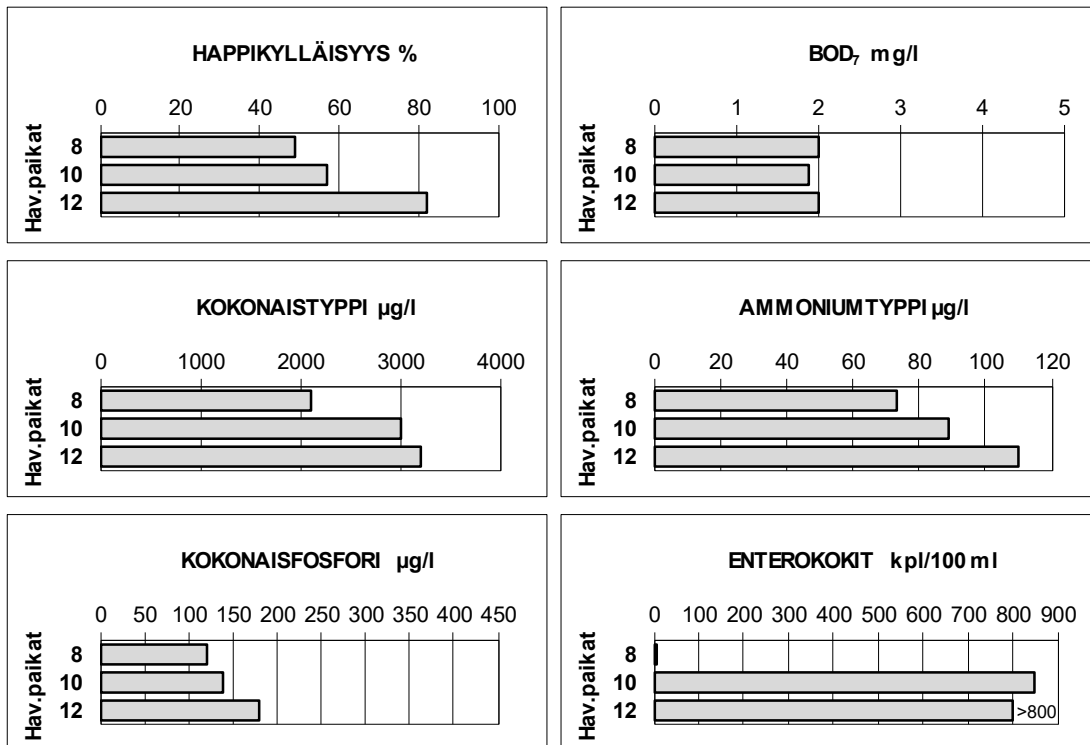 HAPPIKYLLÄISYYS %
0 20 40 60 80 100
Hav.paikat
8
10
12
BOD₇ mg/l
0 1 2 3 4 5
Hav.paikat
8
10
12
KOKONAISTYPPI µg/l
0 1000 2000 3000 4000
Hav.paikat
8
10
12
AMMONIUMTYPPI µg/l
0 20 40 60 80 100 120
Hav.paikat
8
10
12
KOKONAISFOSFORI µg/l
0 50 100 150 200 250 300 350 400 450
Hav.paikat
8
10
12
ENTEROKOKIT kpl/100 ml
0 100 200 300 400 500 600 700 800 900
Hav.paikat
8
10
12
>800